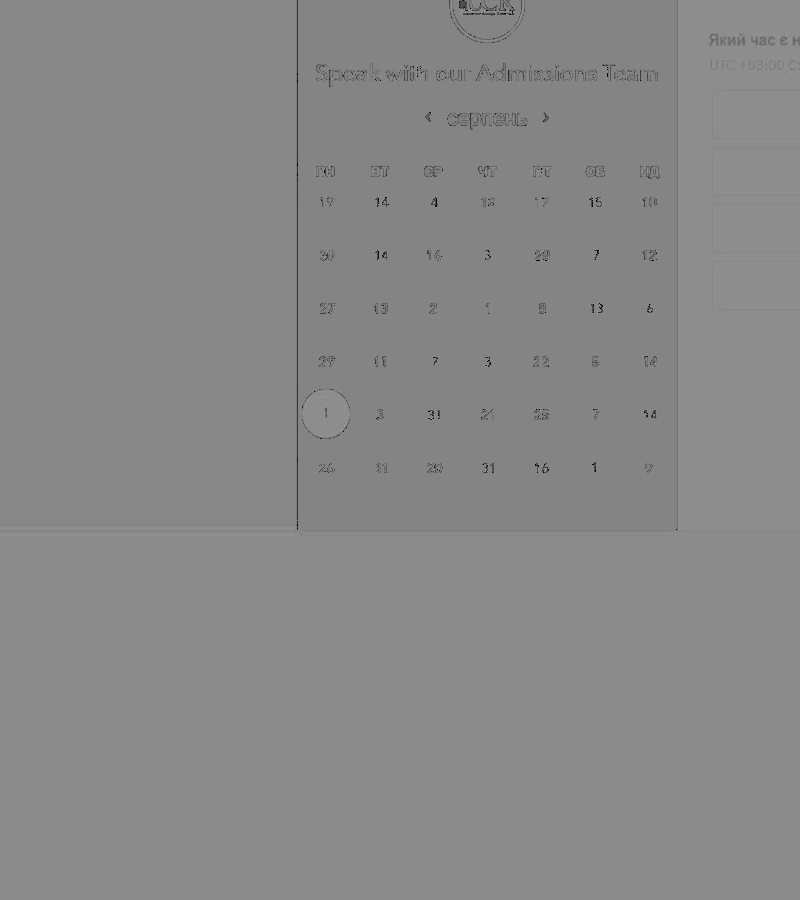 Speak with our Admissions Team
‹ серпень ›
ПН ВТ СР ЧТ ПТ СБ НД
19 14 4 18 17 15 10
30 14 16 3 28 7 12
27 13 2 1 8 13 6
29 11 7 3 22 5 14
1 3 31 21 25 7 14
26 11 20 31 16 1 9
Який час є
UTC +03:00